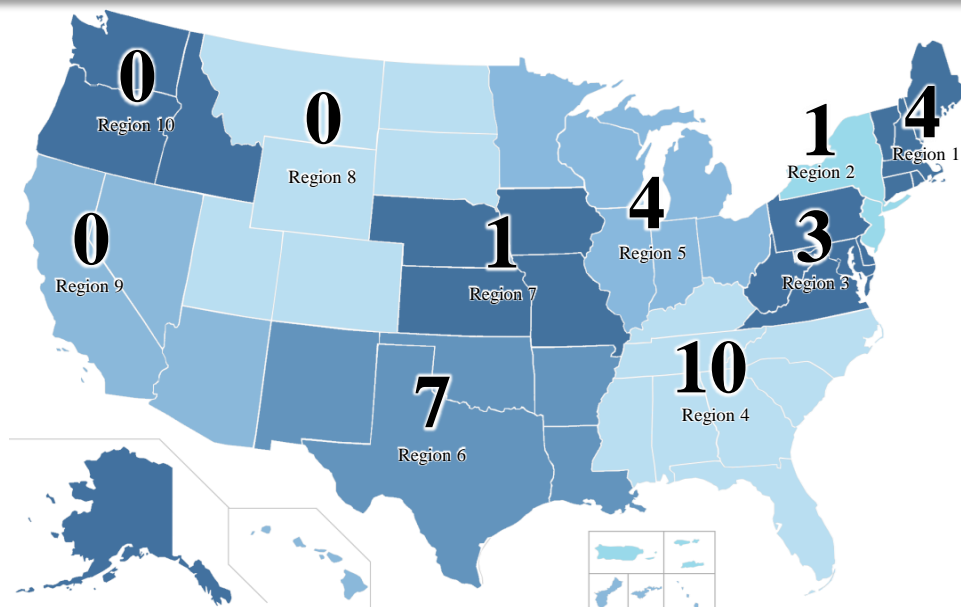 0
Region 10
0
Region 8
1
Region 2
4
Region 1
0
Region 9
1
Region 7
4
Region 5
3
Region 3
7
Region 6
10
Region 4